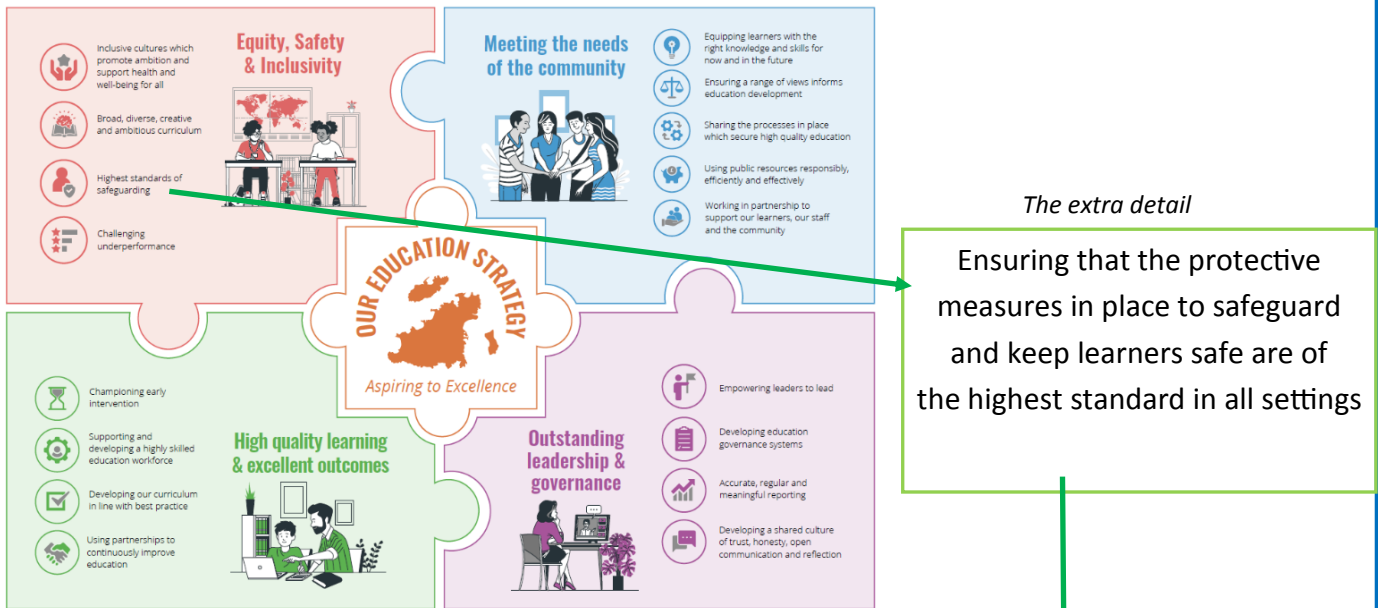 Equity, Safety
& Inclusivity
Inclusive cultures which
promote ambition and
support health and
well-being for all
Broad, diverse, creative
and ambitious curriculum
Highest standards of
safeguarding
Challenging
underperformance
Meeting the needs
of the community
Equipping learners with the
right knowledge and skills for
now and in the future
Ensuring a range of views informs
education development
Sharing the processes in place
which secure high quality education
Using public resources responsibly,
efficiently and effectively
Working in partnership to
support our learners, our staff
and the community
OUR EDUCATION STRATEGY
Aspiring to Excellence
High quality learning
& excellent outcomes
Championing early
intervention
Supporting and
developing a highly skilled
education workforce
Developing our curriculum
in line with best practice
Using partnerships to
continuously improve
education
Outstanding
leadership &
governance
Empowering leaders to lead
Developing education
governance systems
Accurate, regular and
meaningful reporting
Developing a shared culture
of trust, honesty, open
communication and reflection
The extra detail
Ensuring that the protective
measures in place to safeguard
and keep learners safe are of
the highest standard in all settings